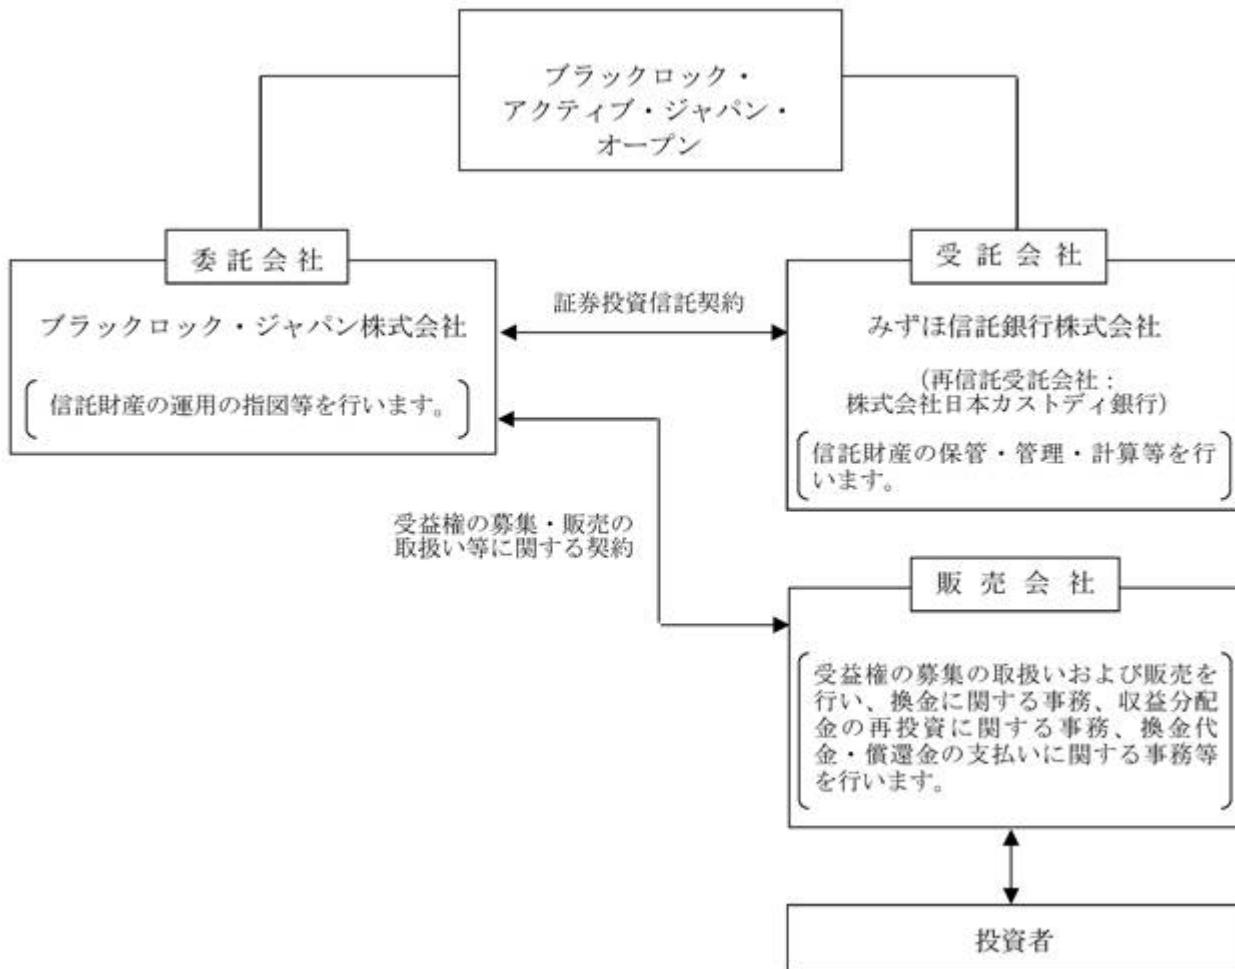 ブラックロック・
アクティブ・ジャパン・
オープン
委託会社
ブラックロック・ジャパン株式会社
信託財産の運用の指図等を行います。
証券投資信託契約
受託会社
みずほ信託銀行株式会社
(再信託受託会社:
株式会社日本カストディ銀行)
信託財産の保管・管理・計算等を行
います。
受益権の募集・販売の
取扱い等に関する契約
販売会社
受益権の募集の取扱いおよび販売を
行い、換金に関する事務、収益分配
金の再投資に関する事務、換金代
金・償還金の支払いに関する事務等
を行います。
投資者